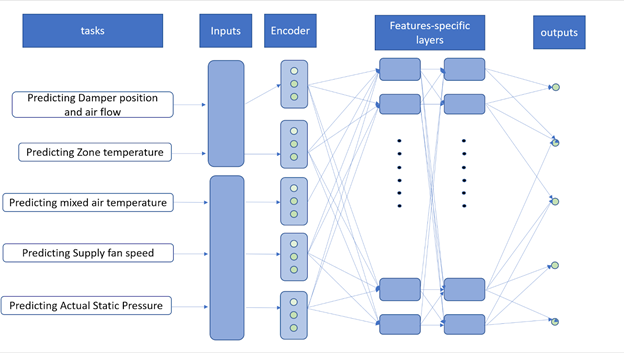 tasks
Inputs
Encoder
Features-specific
layers
outputs
Predicting Damper position
and air flow
Predicting Zone temperature
Predicting mixed air temperature
Predicting Supply fan speed
Predicting Actual Static Pressure